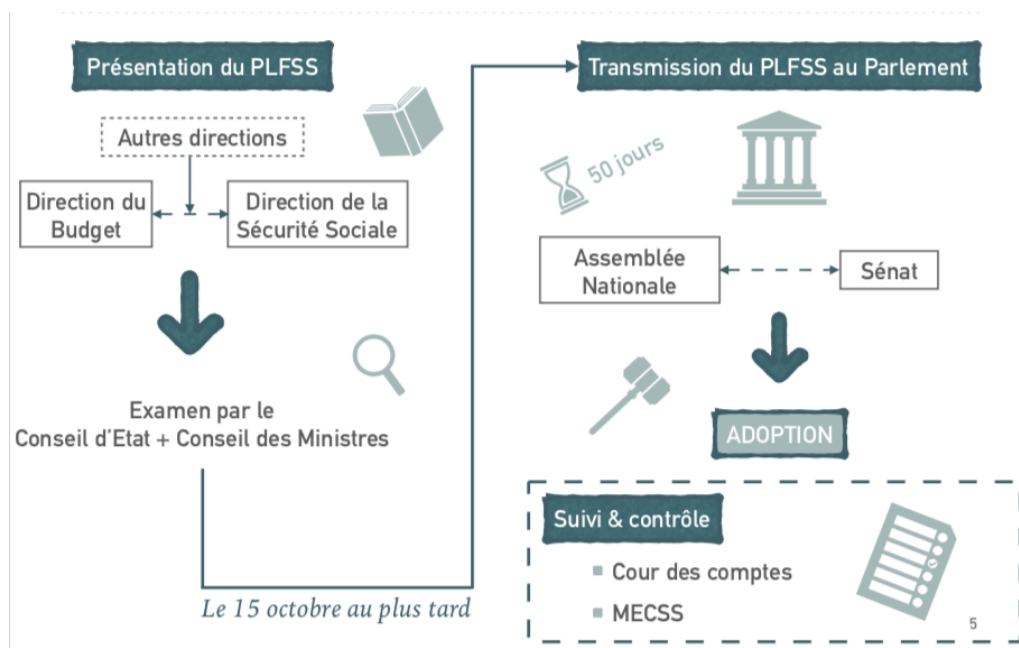 Présentation du PLFSS
Autres directions
Direction du
Budget
Direction de la
Sécurité Sociale
Examen par le
Conseil d'Etat + Conseil des Ministres
Le 15 octobre au plus tard
Transmission du PLFSS au Parlement
50 jours
Assemblée
Nationale
Sénat
ADOPTION
Suivi & contrôle
Cour des comptes
MECSS
5